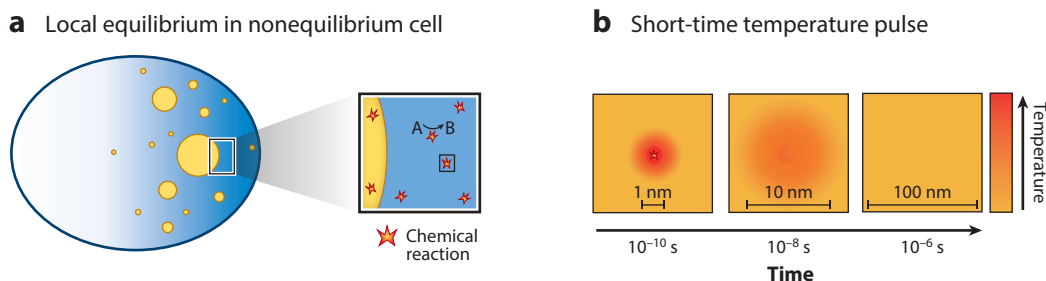 a Local equilibrium in nonequilibrium cell
A B
Chemical
reaction
b Short-time temperature pulse
1 nm
10 nm
100 nm
Temperature
10⁻¹⁰ s
10⁻⁸ s
10⁻⁶ s
Time